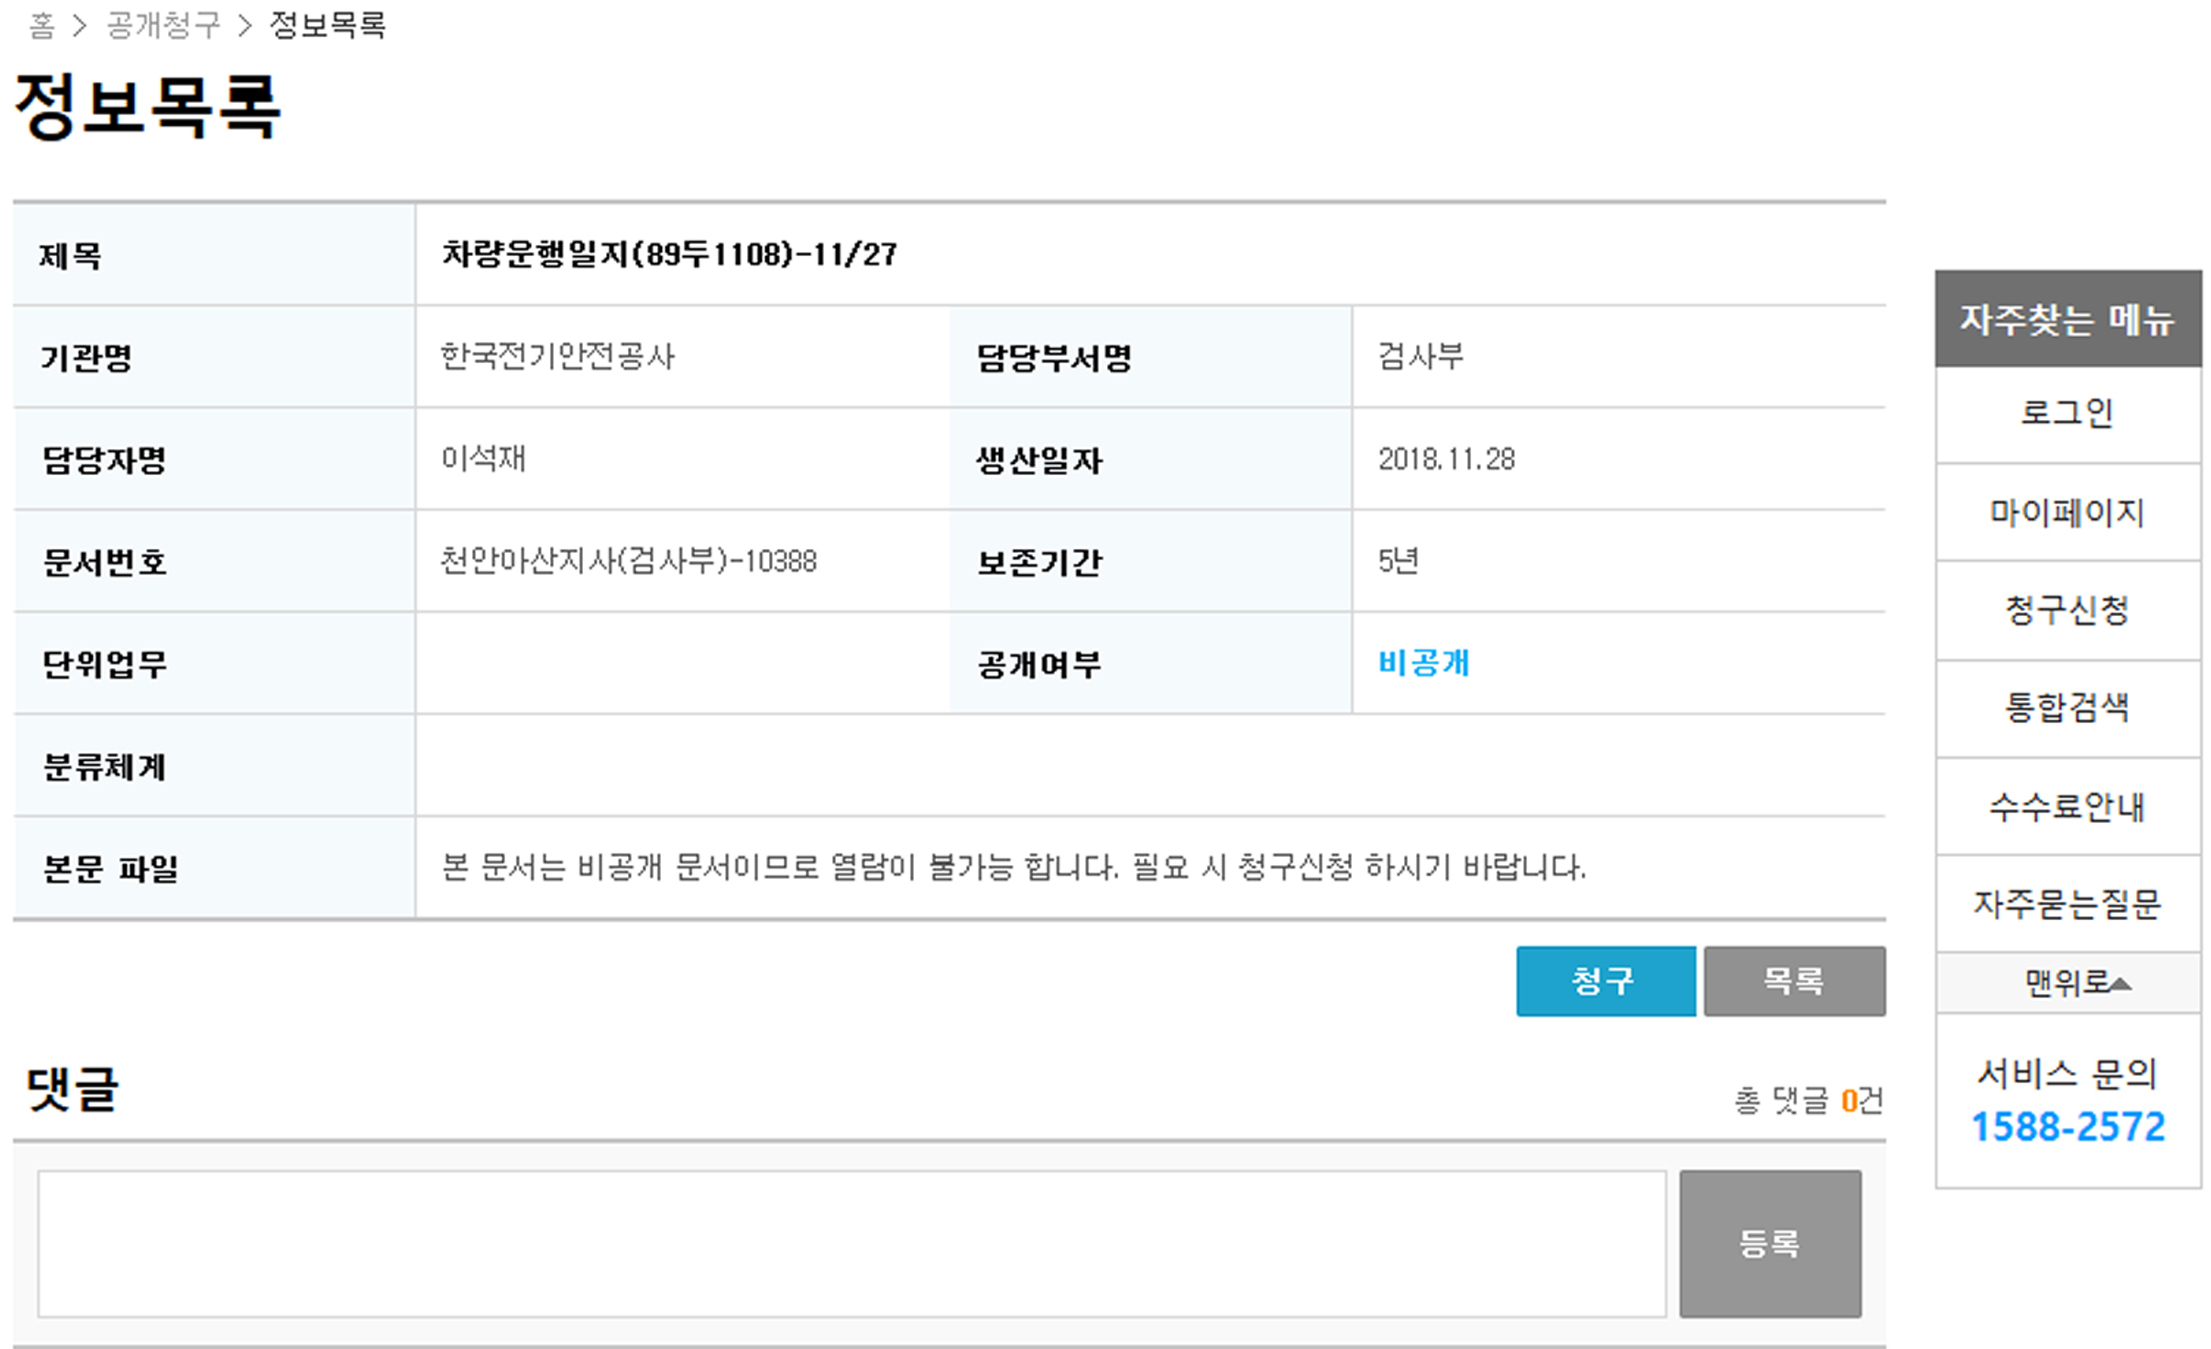 홈 > 공개청구 > 정보목록
정보목록
제목 차량운행일지(89두1108)-11/27
기관명 한국전기안전공사 담당부서명 검사부
담당자명 이석재 생산일자 2018.11.28
문서번호 천안아산지사(검사부)-10388 보존기간 5년
단위업무 공개여부 비공개
분류체계
본문 파일 본 문서는 비공개 문서이므로 열람이 불가능 합니다. 필요 시 청구신청 하시기 바랍니다.
청구 목록
댓글 총 댓글 0건
등록
자주찾는 메뉴
로그인
마이페이지
청구신청
통합검색
수수료안내
자주묻는질문
맨위로▲
서비스 문의
1588-2572